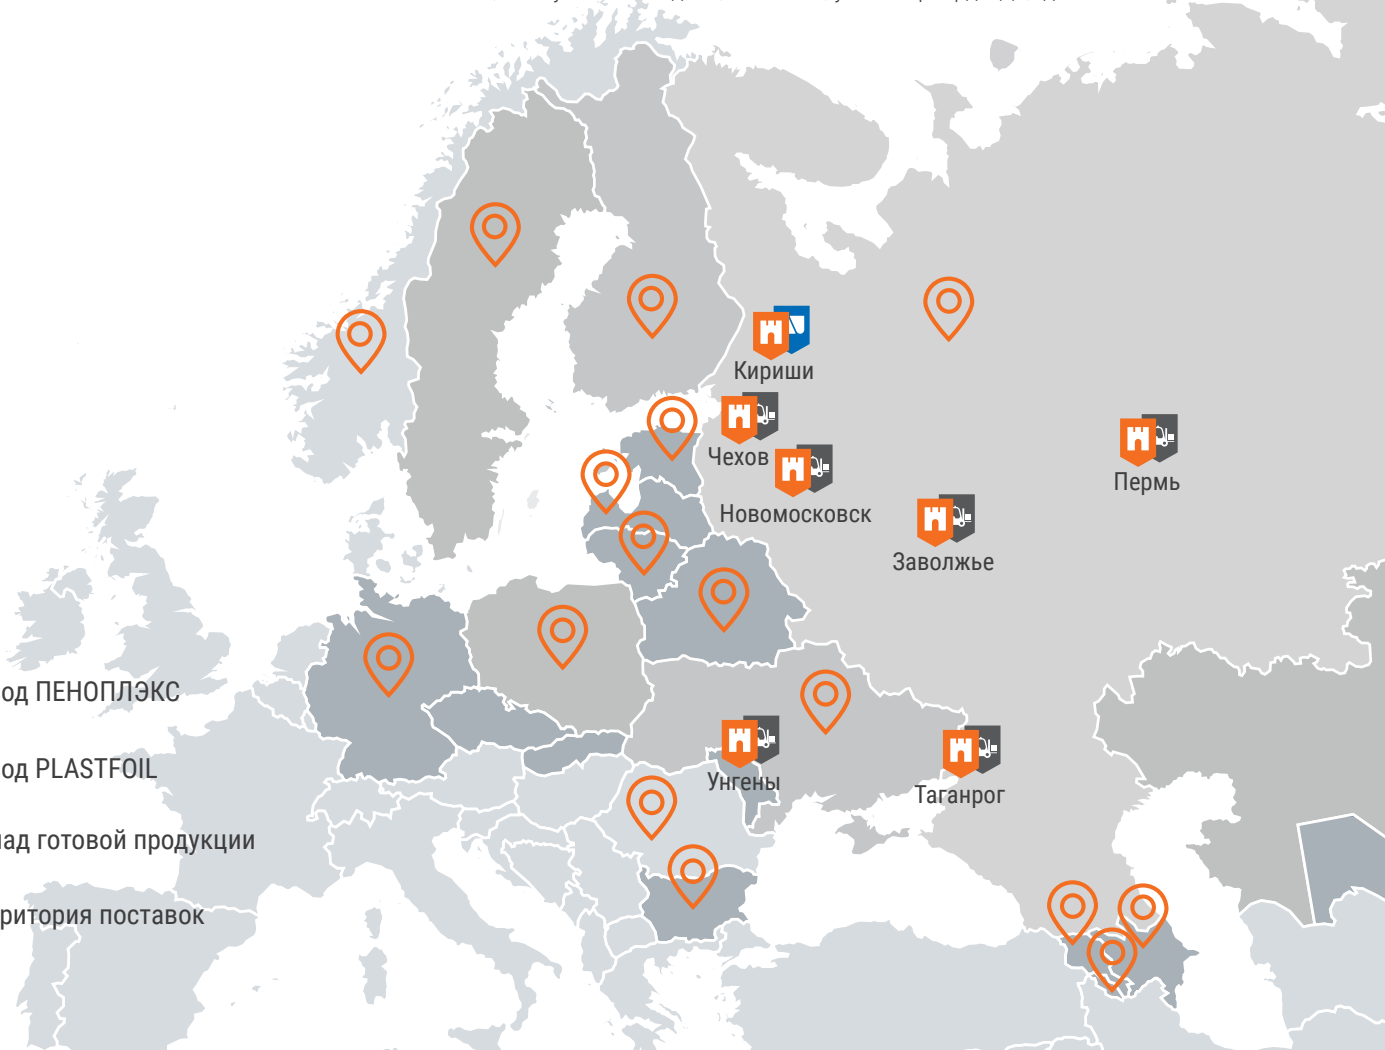 Кириши
Чехов
Новомосковск
Пермь
Заволжье
од ПЕНОПЛЭКС
од PLASTFOIL
Унгены
Таганрог
ад готовой продукции
ритория поставок